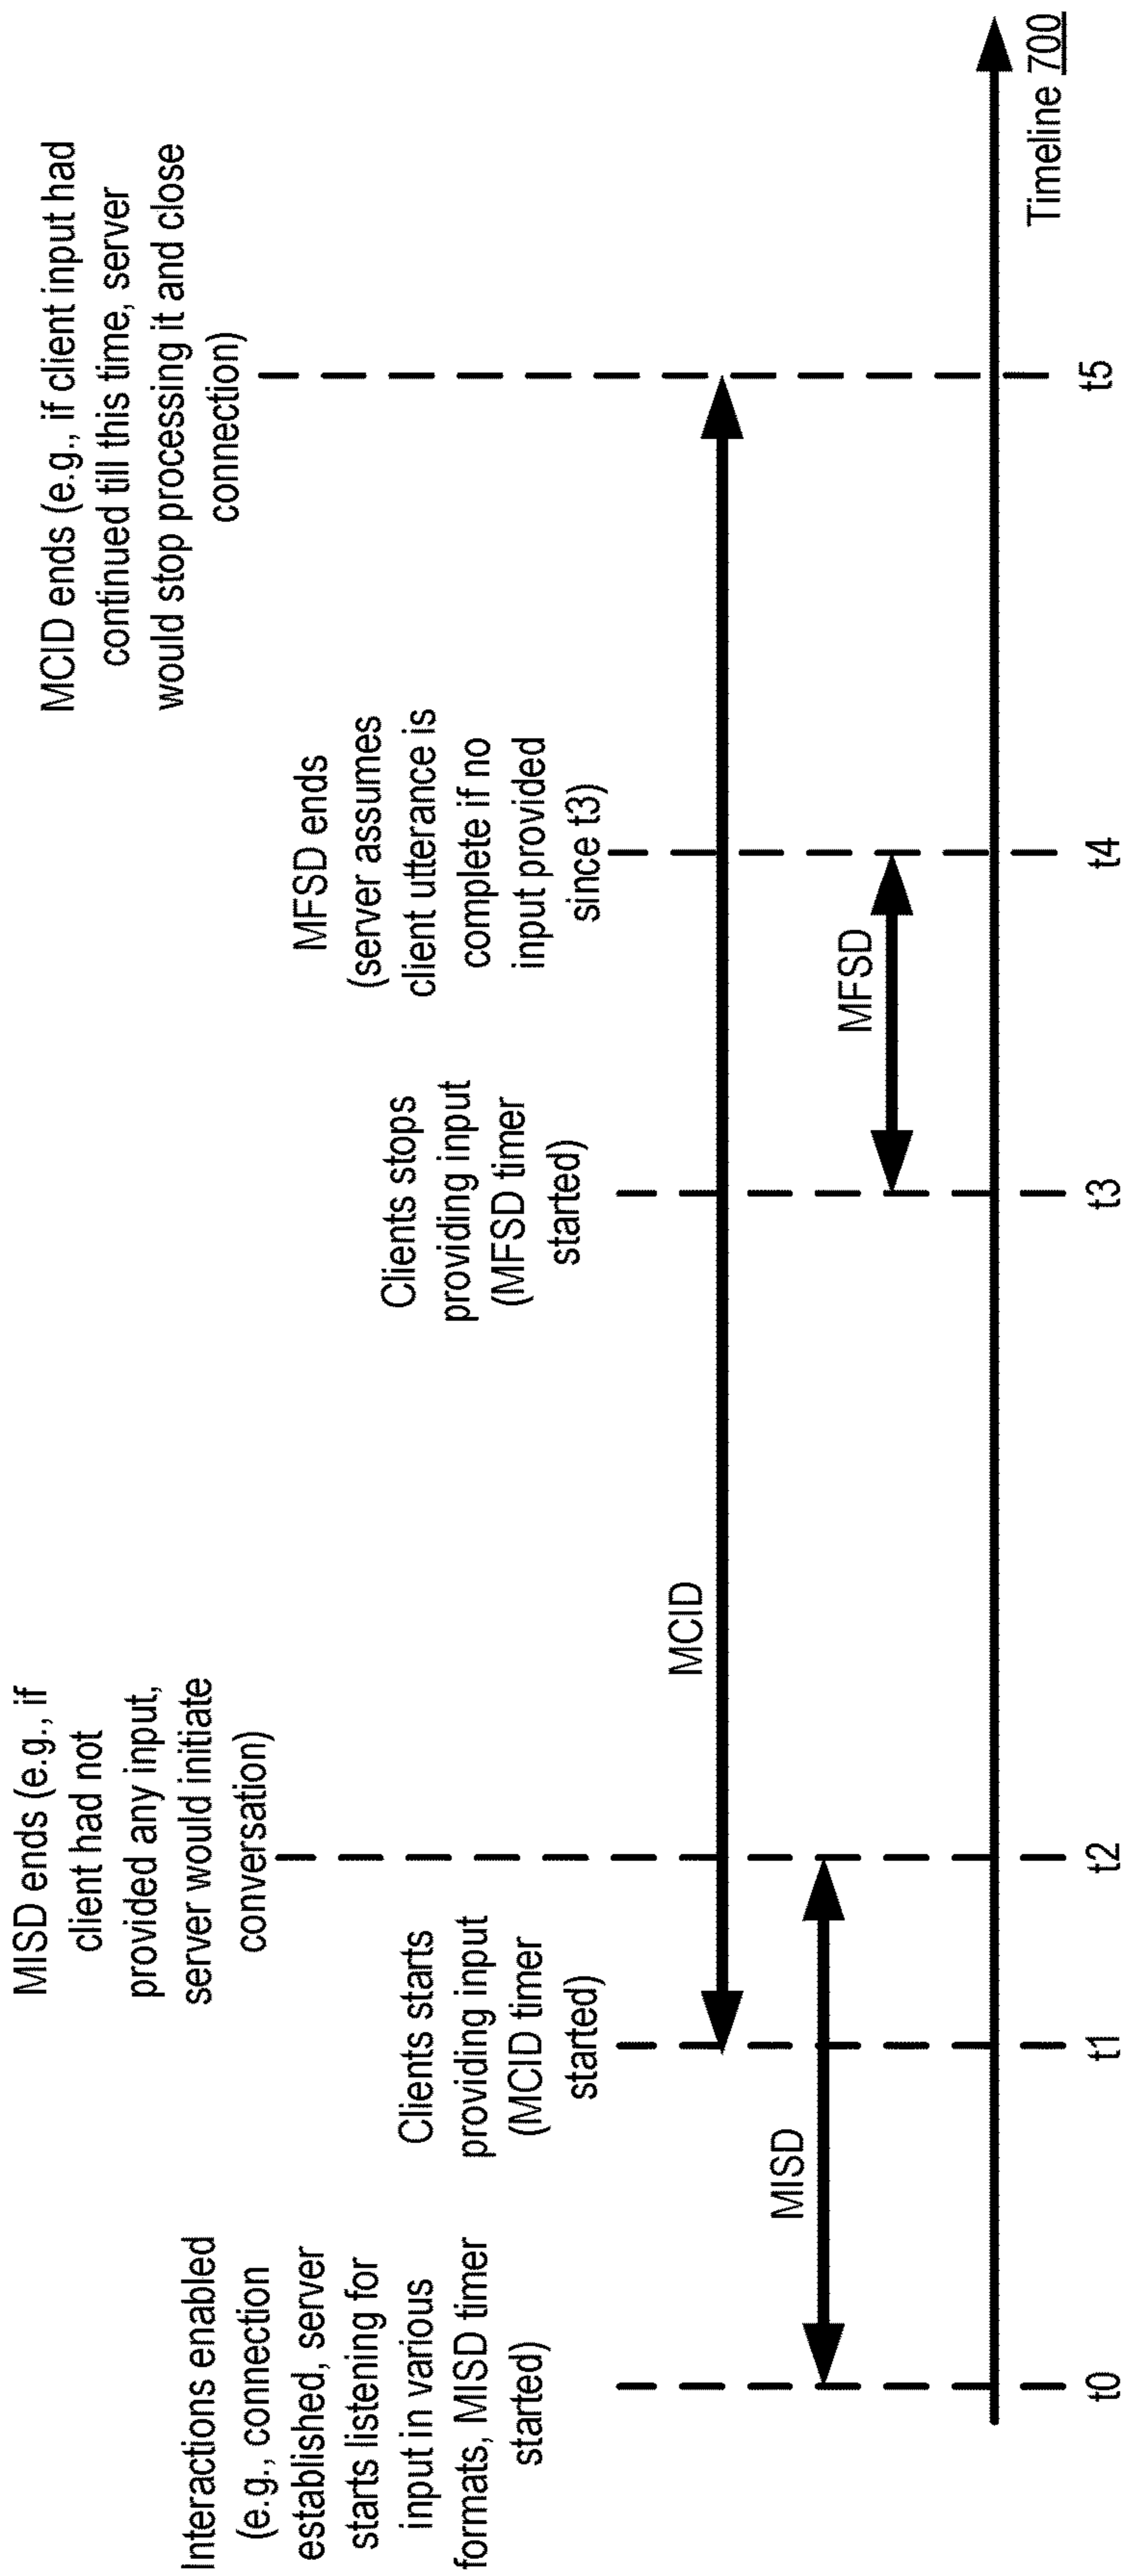 Interactions enabled
(e.g., connection
established, server
starts listening for
input in various
formats, MISD timer
started)
Clients starts
providing input
(MCID timer
started)
MISD ends (e.g., if
client had not
provided any input,
server would initiate
conversation)
Clients stops
providing input
(MFSD timer
started)
MFSD ends
(server assumes
client utterance is
complete if no
input provided
since t3)
MCID ends (e.g., if client input had
continued till this time, server
would stop processing it and close
connection)
MCID
MISD
MFSD
t0
t1
t2
t3
t4
t5
Timeline 700